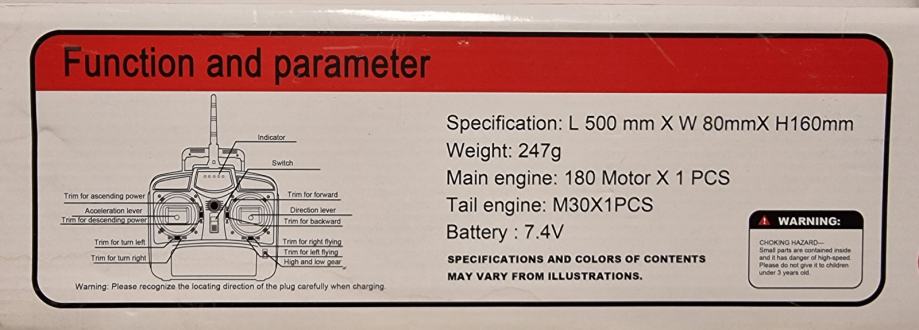 Function and parameter
Indicator
Switch
Trim for ascending power
Acceleration lever
Trim for descending power
Trim for turn left
Trim for turn right
Trim for forward
Direction lever
Trim for backward
Trim for right flying
Trim for left flying
High and low gear
Warning: Please recognize the locating direction of the plug carefully when charging.
Specification: L 500 mm X W 80mmX H160mm
Weight: 247g
Main engine: 180 Motor X 1 PCS
Tail engine: M30X1PCS
Battery : 7.4V
SPECIFICATIONS AND COLORS OF CONTENTS
MAY VARY FROM ILLUSTRATIONS.
WARNING:
CHOKING HAZARD—
Small parts are contained inside
and it has danger of high-speed.
Please do not give it to children
under 3 years old.